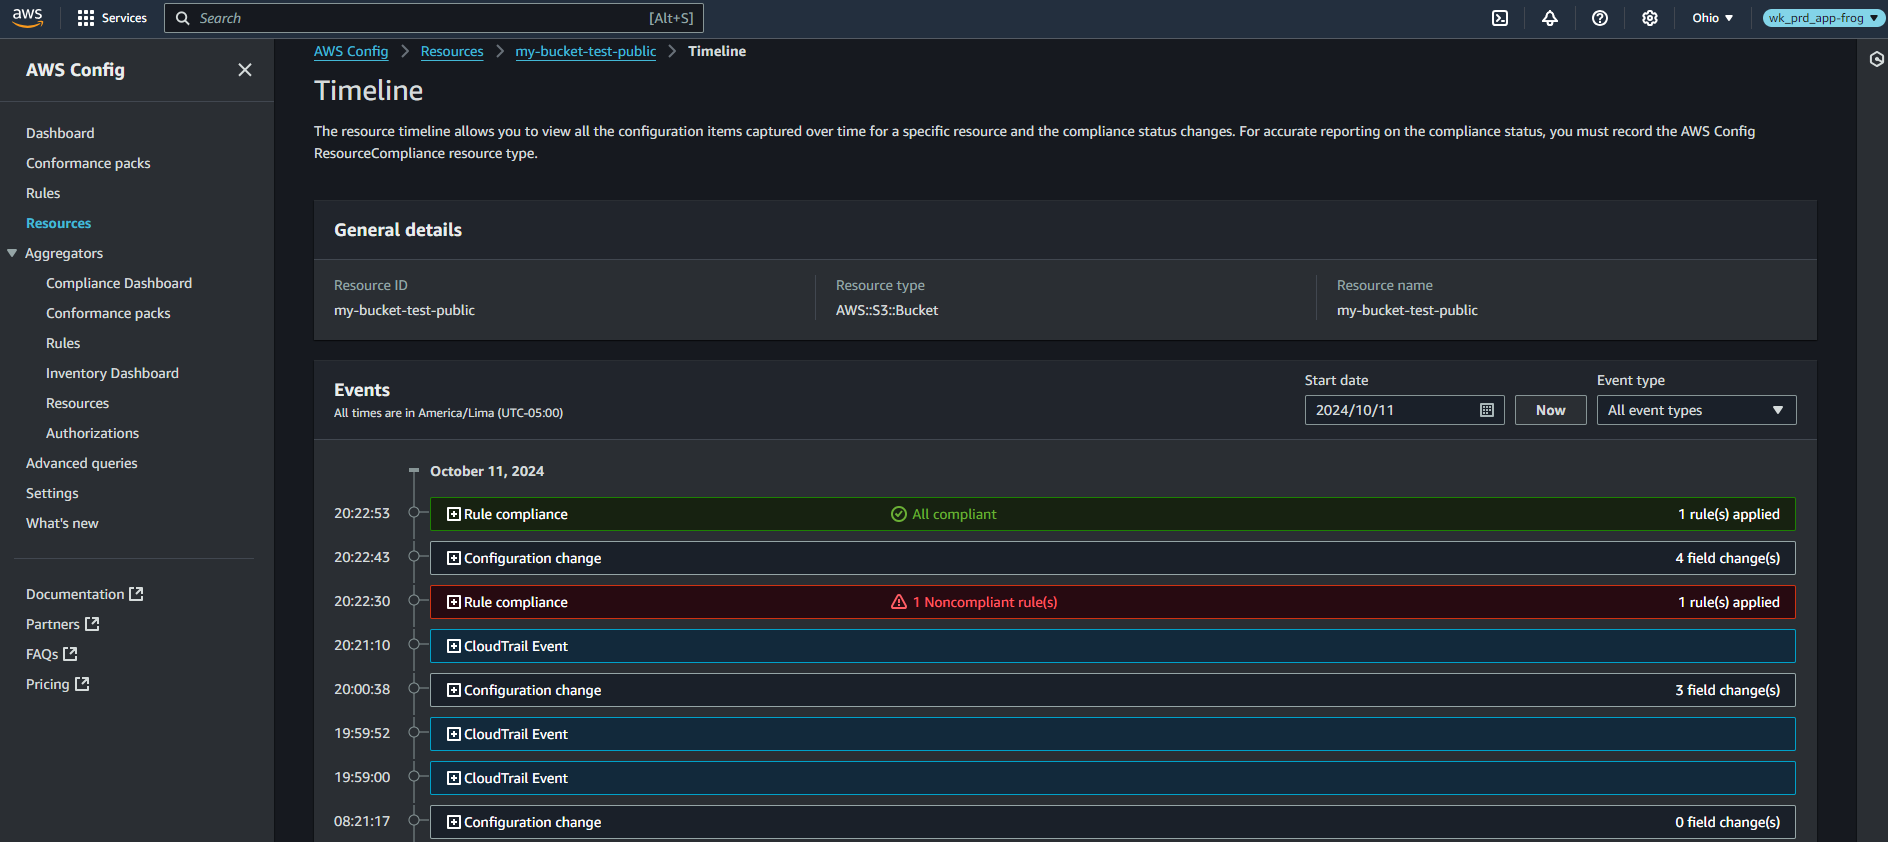 aws
Services
Search
[Alt+S]
Ohio
wk_prd_app-frog
AWS Config
Dashboard
Conformance packs
Rules
Resources
Aggregators
Compliance Dashboard
Conformance packs
Rules
Inventory Dashboard
Resources
Authorizations
Advanced queries
Settings
What's new
Documentation
Partners
FAQs
Pricing
AWS Config > Resources > my-bucket-test-public > Timeline
Timeline
The resource timeline allows you to view all the configuration items captured over time for a specific resource and the compliance status changes. For accurate reporting on the compliance status, you must record the AWS Config
ResourceCompliance resource type.
General details
Resource ID
my-bucket-test-public
Resource type
AWS::S3::Bucket
Resource name
my-bucket-test-public
Events
All times are in America/Lima (UTC-05:00)
Start date
2024/10/11
Now
Event type
All event types
October 11, 2024
20:22:53 Rule compliance All compliant 1 rule(s) applied
20:22:43 Configuration change 4 field change(s)
20:22:30 Rule compliance 1 Noncompliant rule(s) 1 rule(s) applied
20:21:10 CloudTrail Event
20:00:38 Configuration change 3 field change(s)
19:59:52 CloudTrail Event
19:59:00 CloudTrail Event
08:21:17 Configuration change 0 field change(s)